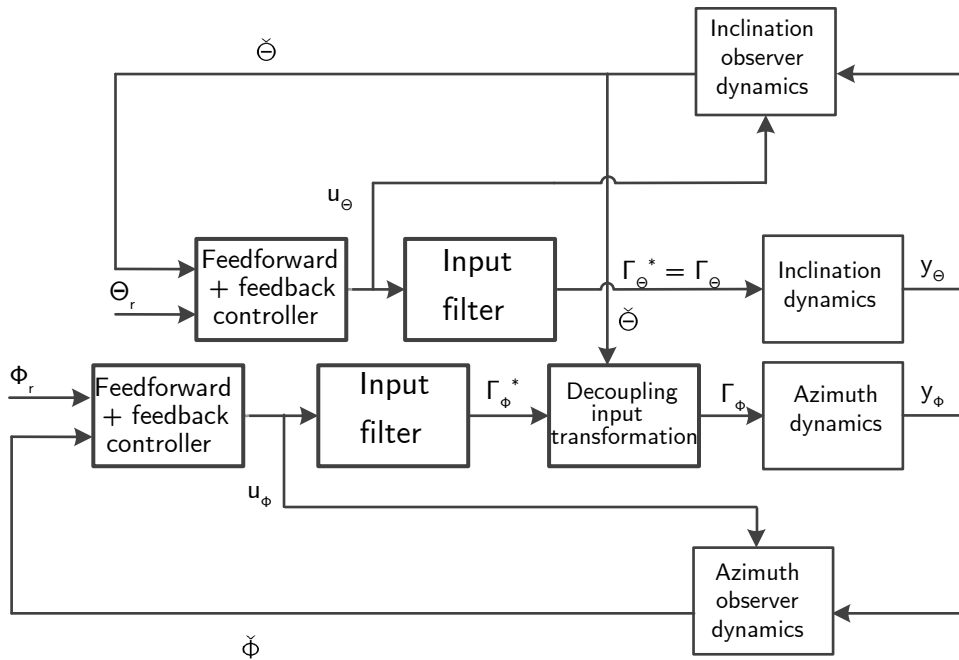 Θ̌
Inclination
observer
dynamics
u_Θ
Feedforward
+ feedback
controller
Input
filter
Γ_Θ* = Γ_Θ
Inclination
dynamics
y_Θ
Θ_r
Θ̌
Φ_r
Feedforward
+ feedback
controller
Input
filter
Γ_Φ*
Decoupling
input
transformation
Γ_Φ
Azimuth
dynamics
y_Φ
u_Φ
Azimuth
observer
dynamics
Φ̌